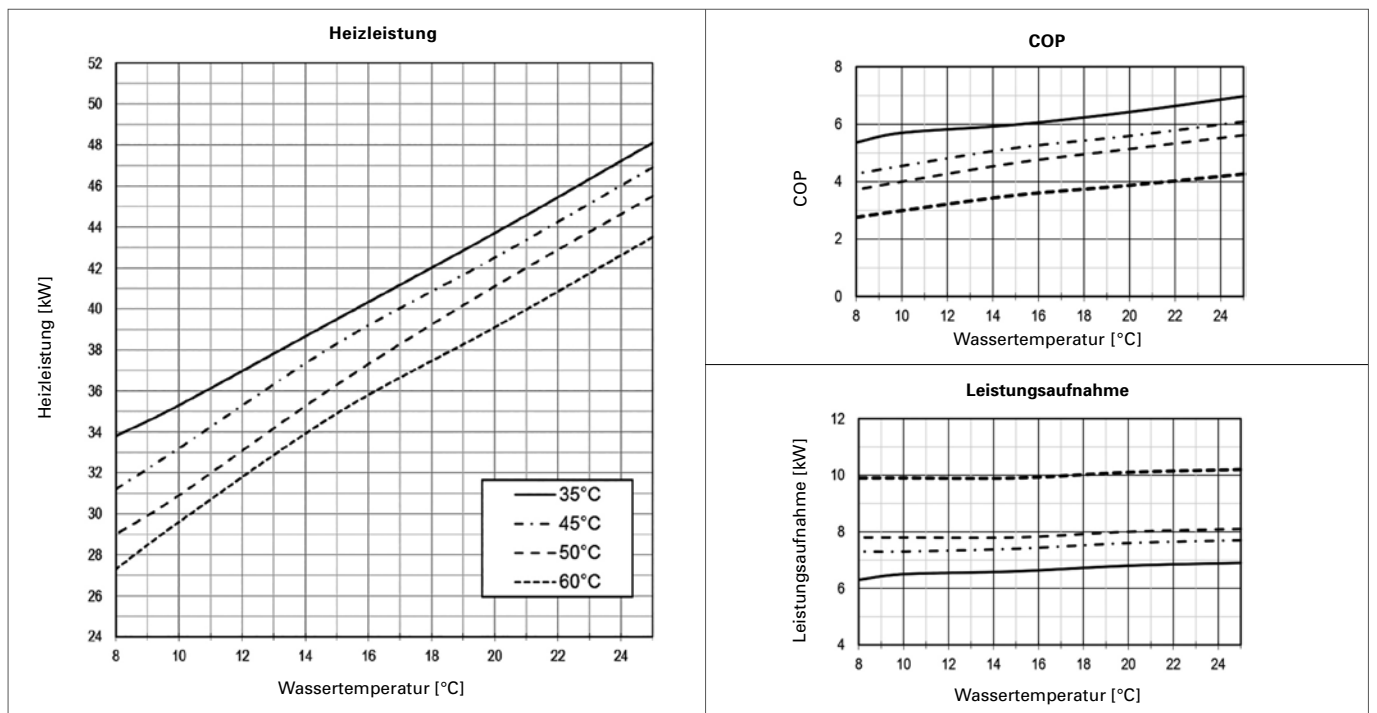 Heizleistung
52
50
48
46
44
42
40
38
36
34
32
30
28
26
24
Heizleistung [kW]
35°C
45°C
50°C
60°C
8 10 12 14 16 18 20 22 24
Wassertemperatur [°C]
COP
8
6
4
2
0
COP
8 10 12 14 16 18 20 22 24
Wassertemperatur [°C]
Leistungsaufnahme
12
10
8
6
4
Leistungsaufnahme [kW]
8 10 12 14 16 18 20 22 24
Wassertemperatur [°C]